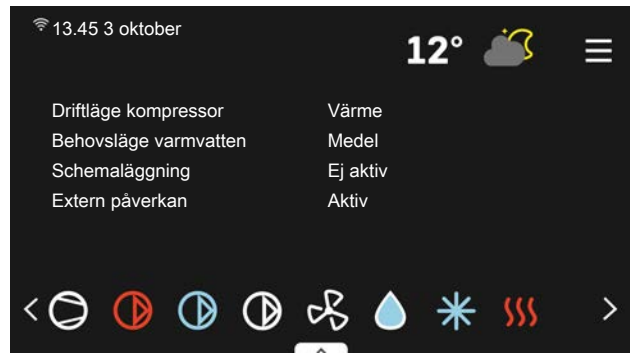 13.45 3 oktober
12°
Driftläge kompressor Värme
Behovsläge varmvatten Medel
Schemaläggning Ej aktiv
Extern påverkan Aktiv